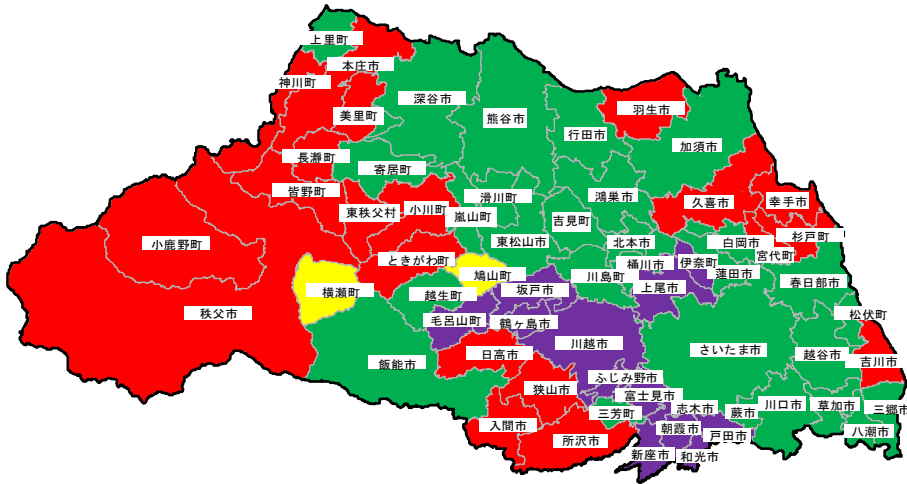 上里町
本庄市
神川町
美里町
深谷市
熊谷市
行田市
羽生市
加須市
長瀞町
寄居町
皆野町
東秩父村
小川町
嵐山町
滑川町
吉見町
鴻巣市
久喜市
幸手市
杉戸町
宮代町
白岡市
小鹿野町
ときがわ町
東松山市
北本市
桶川市
伊奈町
蓮田市
春日部市
横瀬町
鳩山町
坂戸市
川島町
上尾市
秩父市
越生町
毛呂山町
鶴ヶ島市
川越市
さいたま市
松伏町
越谷市
吉川市
飯能市
日高市
狭山市
ふじみ野市
富士見市
入間市
所沢市
三芳町
志木市
朝霞市
新座市
和光市
戸田市
蕨市
川口市
草加市
三郷市
八潮市